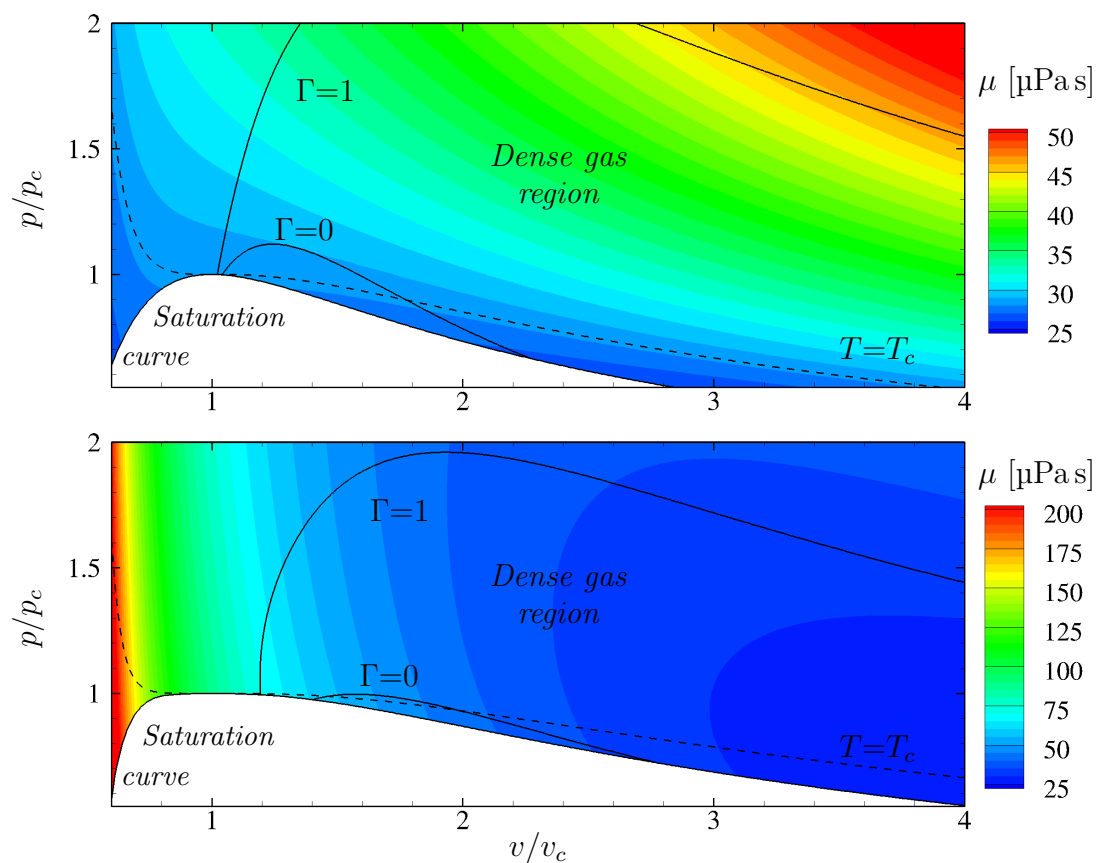 2
Γ=1
μ [μPa s]
50
45
40
35
30
25
1.5
Dense gas
region
p/p_c
Γ=0
1
Saturation
curve
T=T_c
1
2
3
4
2
Γ=1
μ [μPa s]
200
175
150
125
100
75
50
25
1.5
Dense gas
region
p/p_c
Γ=0
1
Saturation
curve
T=T_c
1
2
3
4
v/v_c